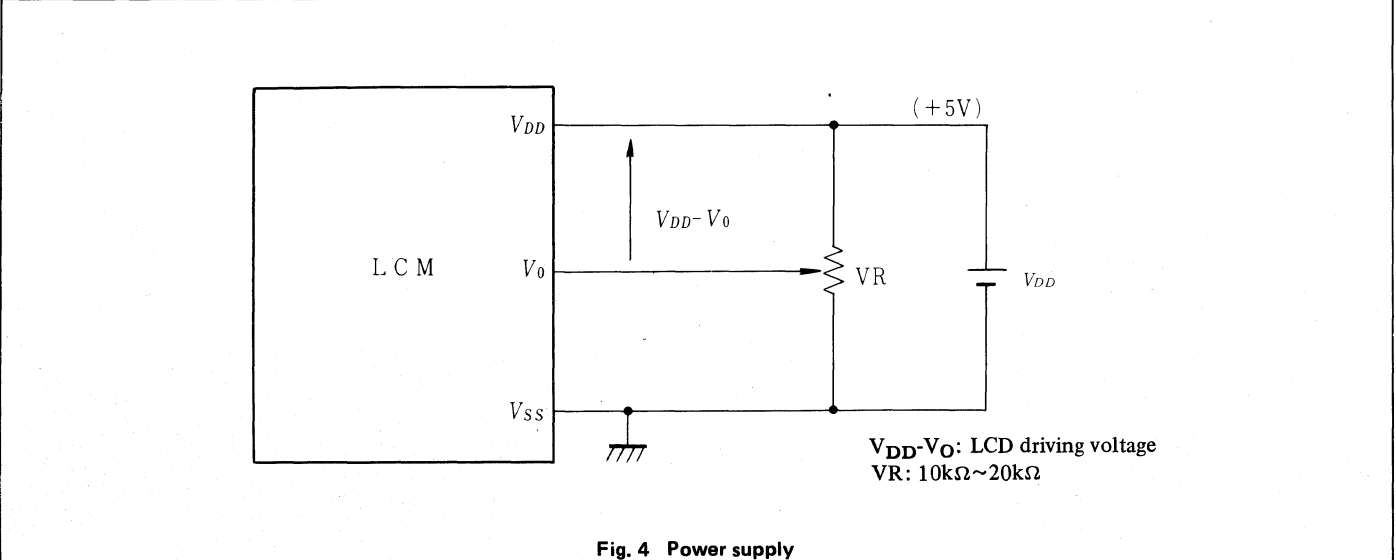 (+5V)
VDD
VDD-V0
LCM
V0
VR
VDD
VSS
VDD-VO: LCD driving voltage
VR: 10kΩ~20kΩ
Fig. 4 Power supply